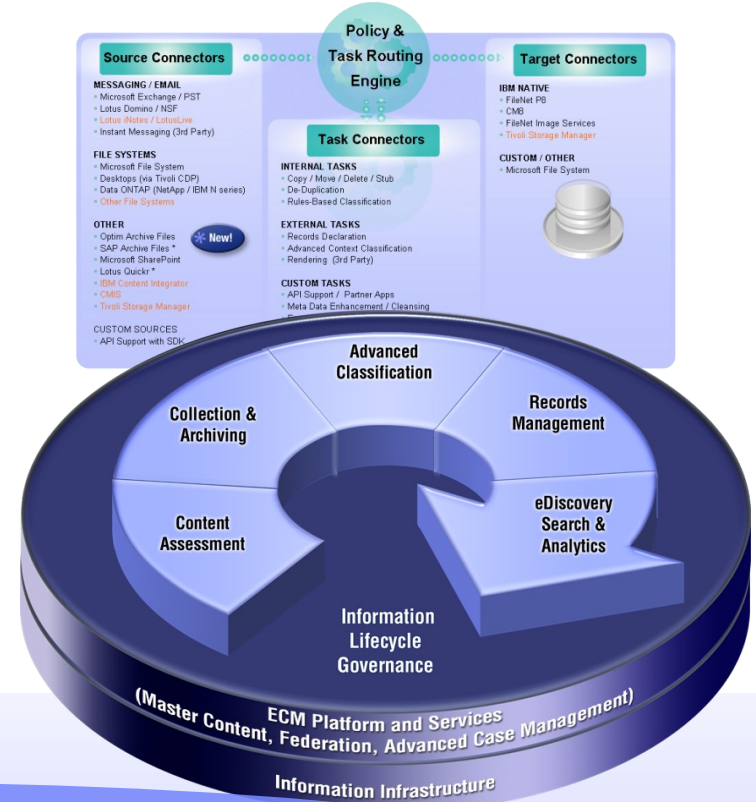 Policy &
Task Routing
Engine
Source Connectors
MESSAGING / EMAIL
Microsoft Exchange / PST
Lotus Domino / NSF
Lotus iNotes / LotusLive
Instant Messaging (3rd Party)
FILE SYSTEMS
Microsoft File System
Desktops (via Tivoli CDP)
Data ONTAP (NetApp / IBM N series)
Other File Systems
OTHER
Optim Archive Files
SAP Archive Files *
Microsoft SharePoint
Lotus Quickr *
IBM Content Integrator
CMIS
Tivoli Storage Manager
CUSTOM SOURCES
API Support with SDK
* New!
Task Connectors
INTERNAL TASKS
Copy / Move / Delete / Stub
De-Duplication
Rules-Based Classification
EXTERNAL TASKS
Records Declaration
Advanced Context Classification
Rendering (3rd Party)
CUSTOM TASKS
API Support / Partner Apps
Meta Data Enhancement / Cleansing
Target Connectors
IBM NATIVE
FileNet P8
CM8
FileNet Image Services
Tivoli Storage Manager
CUSTOM / OTHER
Microsoft File System
Content
Assessment
Collection &
Archiving
Advanced
Classification
Records
Management
eDiscovery
Search &
Analytics
Information
Lifecycle
Governance
ECM Platform and Services
(Master Content, Federation, Advanced Case Management)
Information Infrastructure